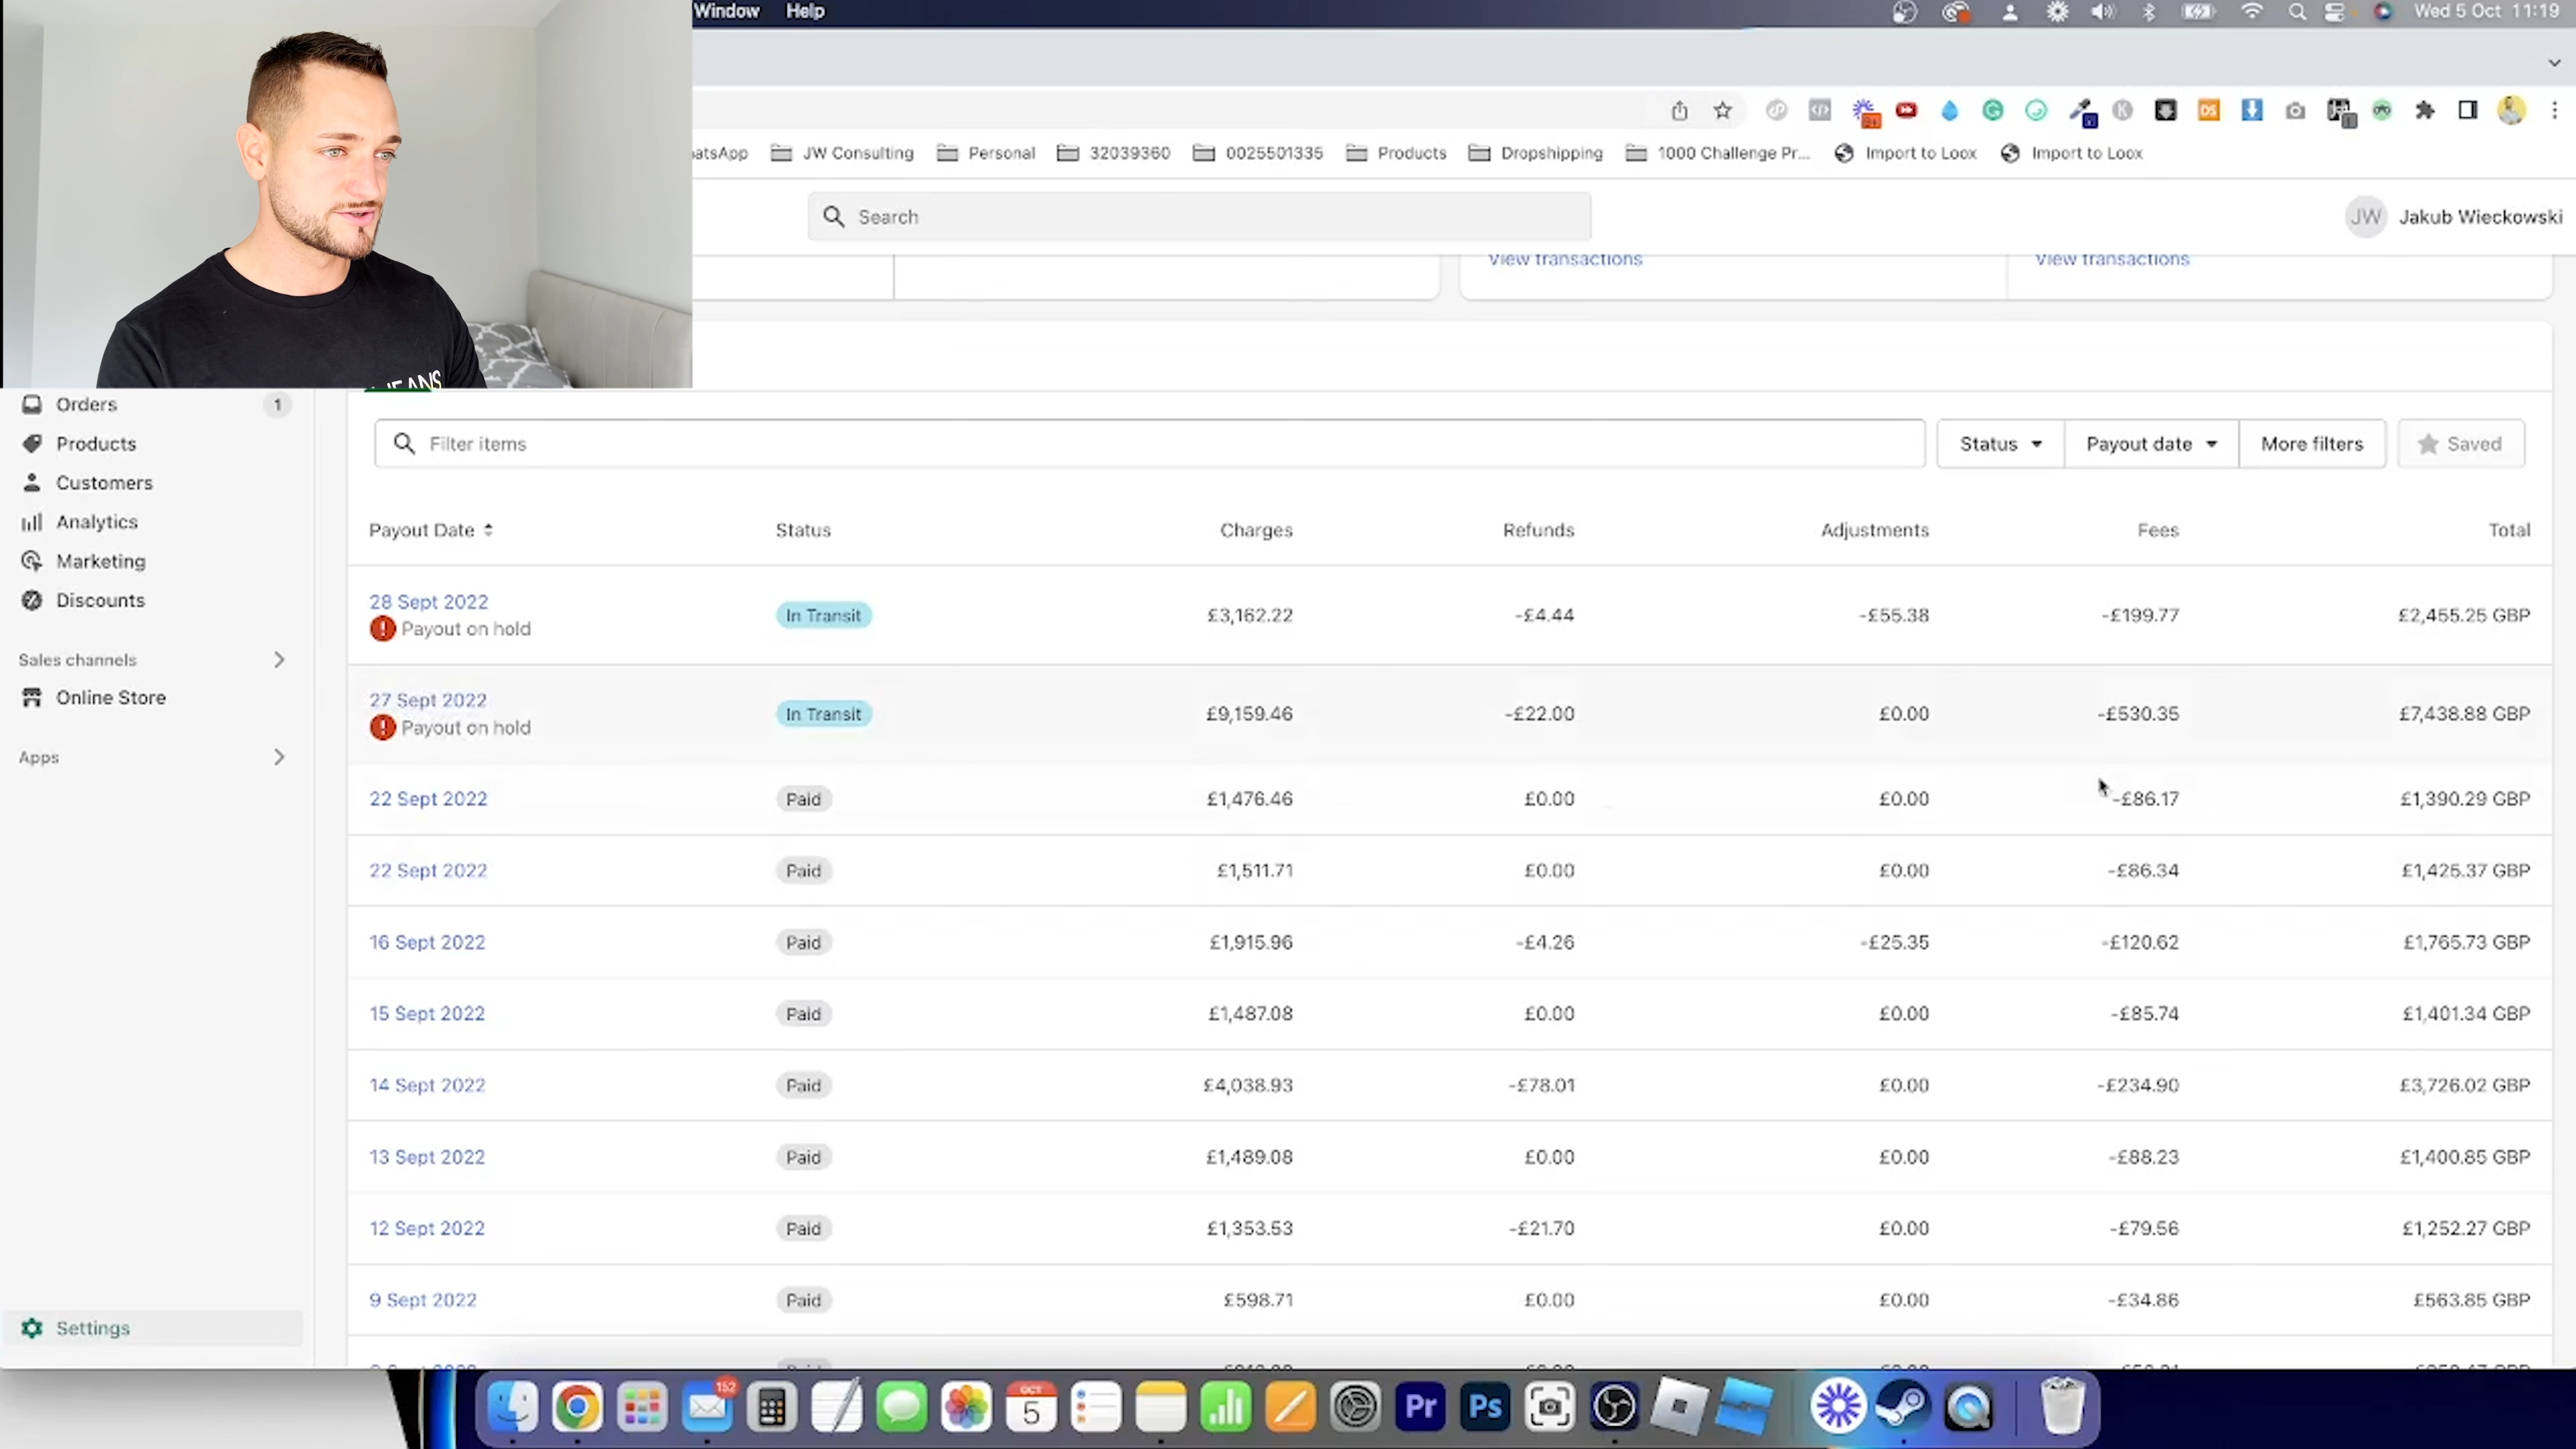 Window Help Wed 5 Oct 11:19
JW Consulting Personal 32039360 0025501335 Products Dropshipping 1000 Challenge Pr... Import to Loox Import to Loox
Search JW Jakub Wieckowski
View transactions View transactions
Orders 1
Products
Customers
Analytics
Marketing
Discounts
Sales channels
Online Store
Apps
Settings
Filter items Status Payout date More filters Saved
Payout Date Status Charges Refunds Adjustments Fees Total
28 Sept 2022 In Transit £3,162.22 -£4.44 -£55.38 -£199.77 £2,455.25 GBP
Payout on hold
27 Sept 2022 In Transit £9,159.46 -£22.00 £0.00 -£530.35 £7,438.88 GBP
Payout on hold
22 Sept 2022 Paid £1,476.46 £0.00 £0.00 -£86.17 £1,390.29 GBP
22 Sept 2022 Paid £1,511.71 £0.00 £0.00 -£86.34 £1,425.37 GBP
16 Sept 2022 Paid £1,915.96 -£4.26 -£25.35 -£120.62 £1,765.73 GBP
15 Sept 2022 Paid £1,487.08 £0.00 £0.00 -£85.74 £1,401.34 GBP
14 Sept 2022 Paid £4,038.93 -£78.01 £0.00 -£234.90 £3,726.02 GBP
13 Sept 2022 Paid £1,489.08 £0.00 £0.00 -£88.23 £1,400.85 GBP
12 Sept 2022 Paid £1,353.53 -£21.70 £0.00 -£79.56 £1,252.27 GBP
9 Sept 2022 Paid £598.71 £0.00 £0.00 -£34.86 £563.85 GBP
152 OCT 5 Pr Ps